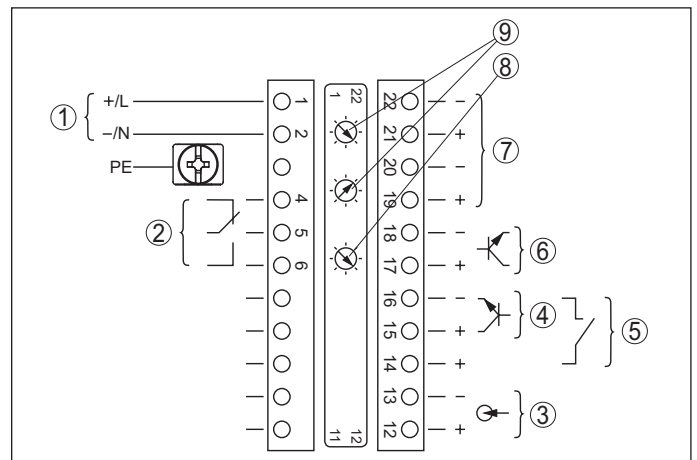 ⑨
⑧
+/L 1 1 22 22 −
① −/N 2 21 + ⑦
PE 20 −
4 19 +
② 5 18 − ⑥
6 17 +
16 − ④
15 + ⑤
14 +
13 − ③
11 12 12 +